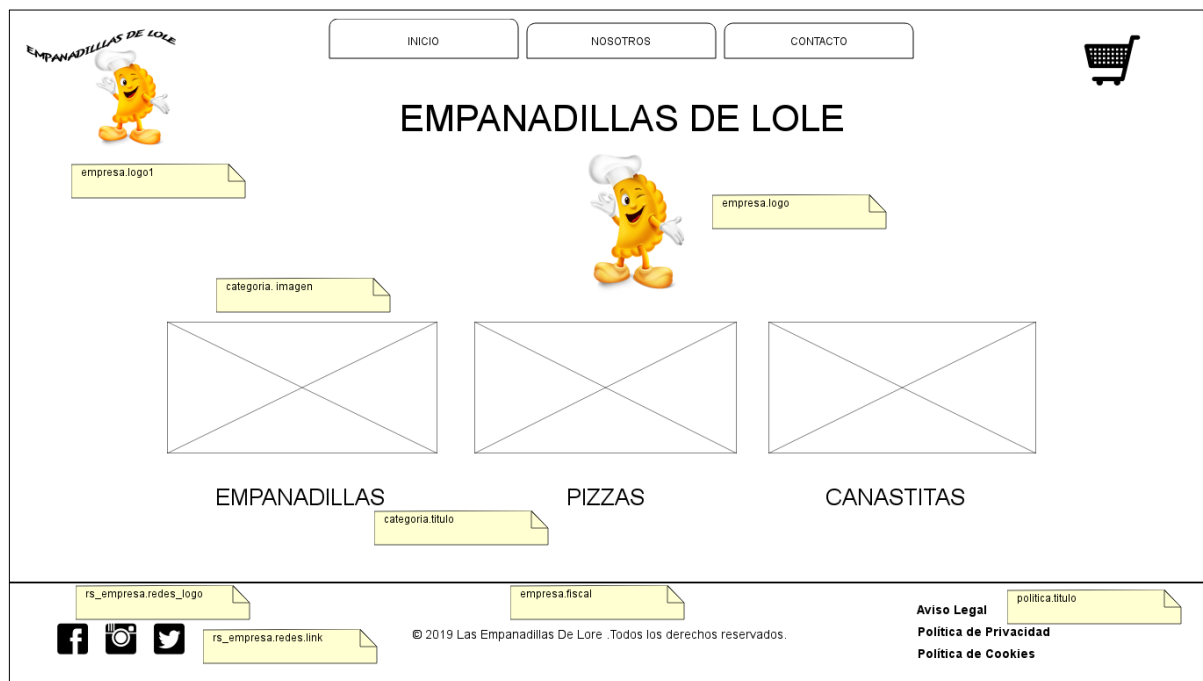 EMPANADILLLAS DE LOLE
INICIO
NOSOTROS
CONTACTO
EMPANADILLAS DE LOLE
empresa.logo1
empresa.logo
categoria. imagen
EMPANADILLAS
PIZZAS
CANASTITAS
categoria.titulo
rs_empresa.redes_logo
empresa.fiscal
politica.titulo
Aviso Legal
rs_empresa.redes.link
© 2019 Las Empanadillas De Lore .Todos los derechos reservados.
Política de Privacidad
Política de Cookies